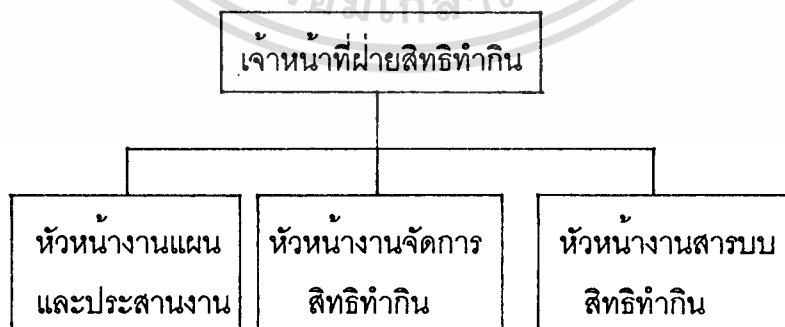 เจ้าหน้าที่ฝ่ายสิทธิทำกิน
หัวหน้างานแผน
และประสานงาน
หัวหน้างานจัดการ
สิทธิทำกิน
หัวหน้างานสารบบ
สิทธิทำกิน